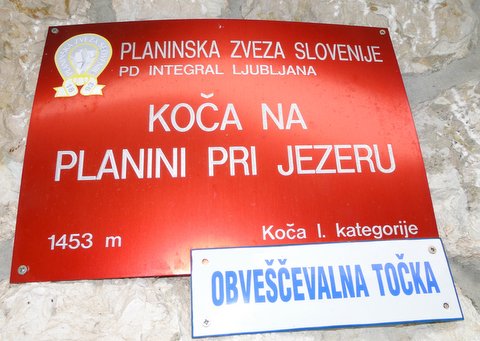 PLANINSKA ZVEZA SLOVENIJE
PD INTEGRAL LJUBLJANA
KOČA NA
PLANINI PRI JEZERU
1453 m
Koča I. kategorije
OBVEŠČEVALNA TOČKA